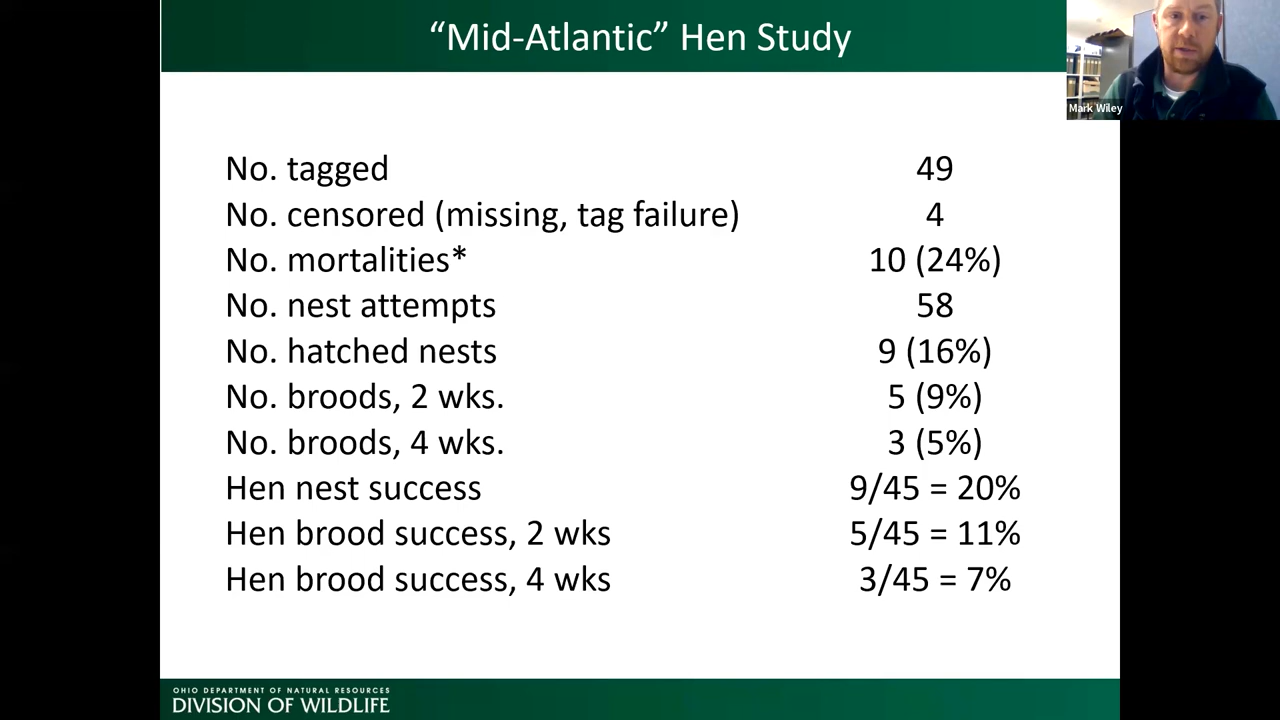 “Mid-Atlantic” Hen Study
Mark Wiley
No. tagged 49
No. censored (missing, tag failure) 4
No. mortalities* 10 (24%)
No. nest attempts 58
No. hatched nests 9 (16%)
No. broods, 2 wks. 5 (9%)
No. broods, 4 wks. 3 (5%)
Hen nest success 9/45 = 20%
Hen brood success, 2 wks 5/45 = 11%
Hen brood success, 4 wks 3/45 = 7%
OHIO DEPARTMENT OF NATURAL RESOURCES
DIVISION OF WILDLIFE